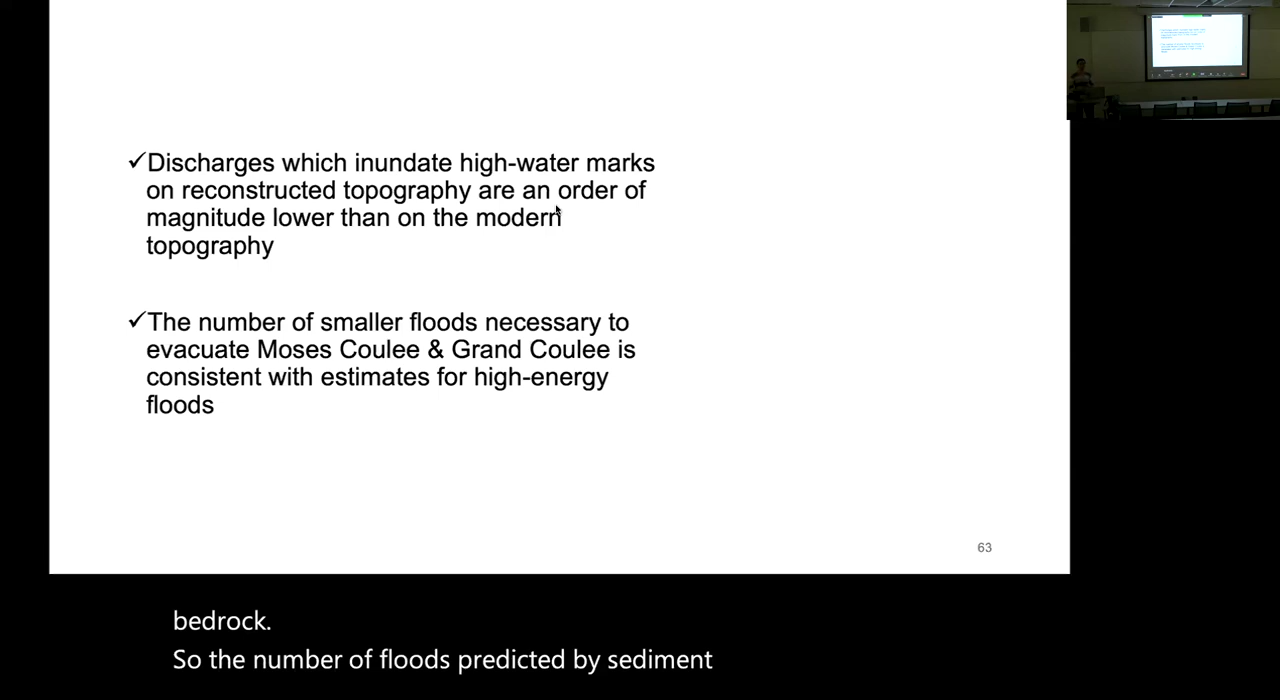 ✓Discharges which inundate high-water marks
on reconstructed topography are an order of
magnitude lower than on the modern
topography
✓The number of smaller floods necessary to
evacuate Moses Coulee & Grand Coulee is
consistent with estimates for high-energy
floods
63
bedrock.
So the number of floods predicted by sediment